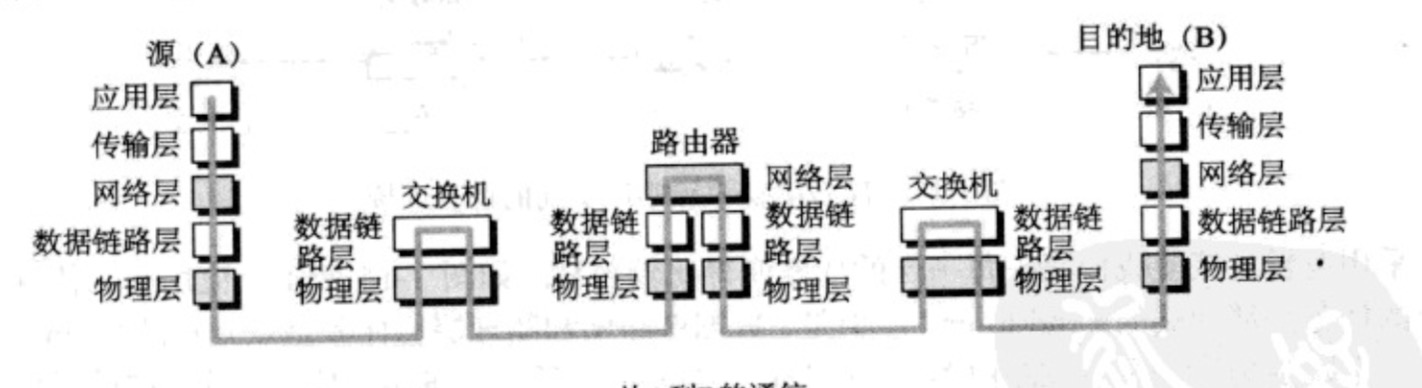 源（A）
应用层
传输层
网络层
数据链路层
物理层
交换机
数据链
路层
物理层
路由器
网络层
数据链
路层
物理层
数据链
路层
物理层
交换机
数据链
路层
物理层
目的地（B）
应用层
传输层
网络层
数据链路层
物理层